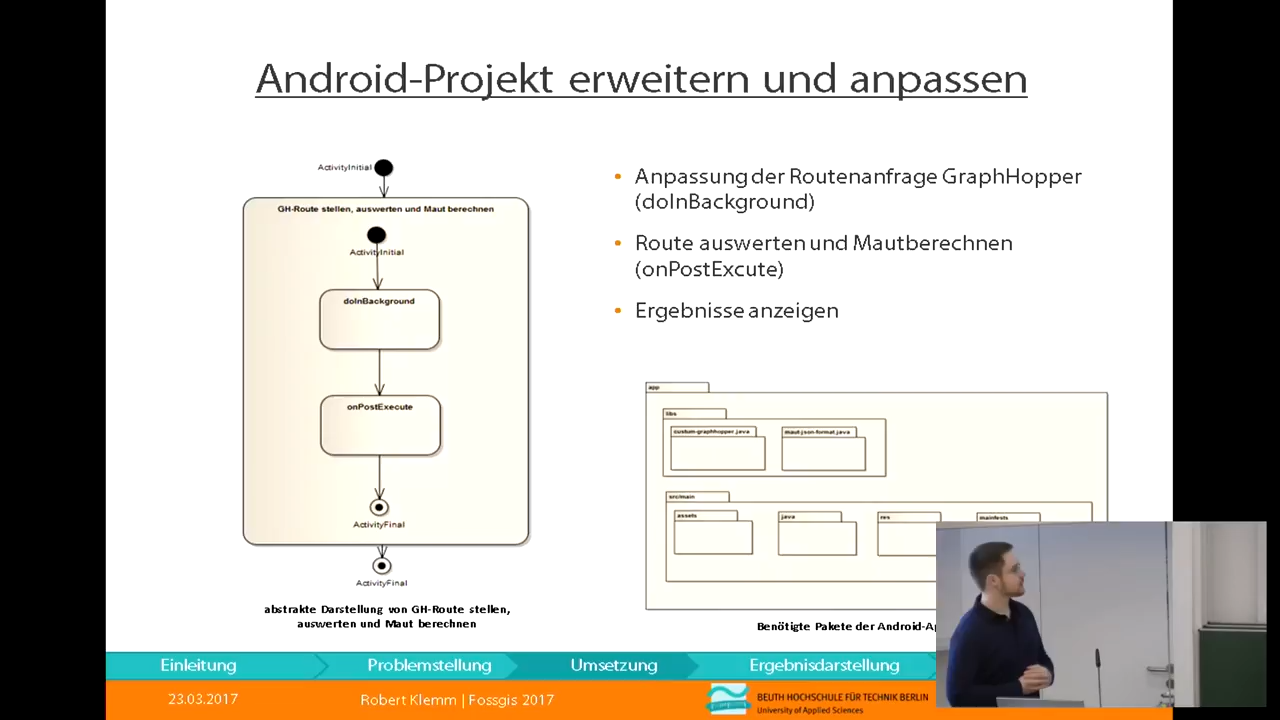 Android-Projekt erweitern und anpassen
ActivityInitial
GH-Route stellen, auswerten und Maut berechnen
ActivityInitial
doInBackground
onPostExecute
ActivityFinal
ActivityFinal
abstrakte Darstellung von GH-Route stellen,
auswerten und Maut berechnen
• Anpassung der Routenanfrage GraphHopper
(doInBackground)
• Route auswerten und Mautberechnen
(onPostExcute)
• Ergebnisse anzeigen
app
libs
custum-graphhopper.java
maut-json-format.java
src/main
assets
java
res
mainfests
Benötigte Pakete der Android-A
Einleitung
Problemstellung
Umsetzung
Ergebnisdarstellung
23.03.2017
Robert Klemm | Fossgis 2017
BEUTH HOCHSCHULE FÜR TECHNIK BERLIN
University of Applied Sciences